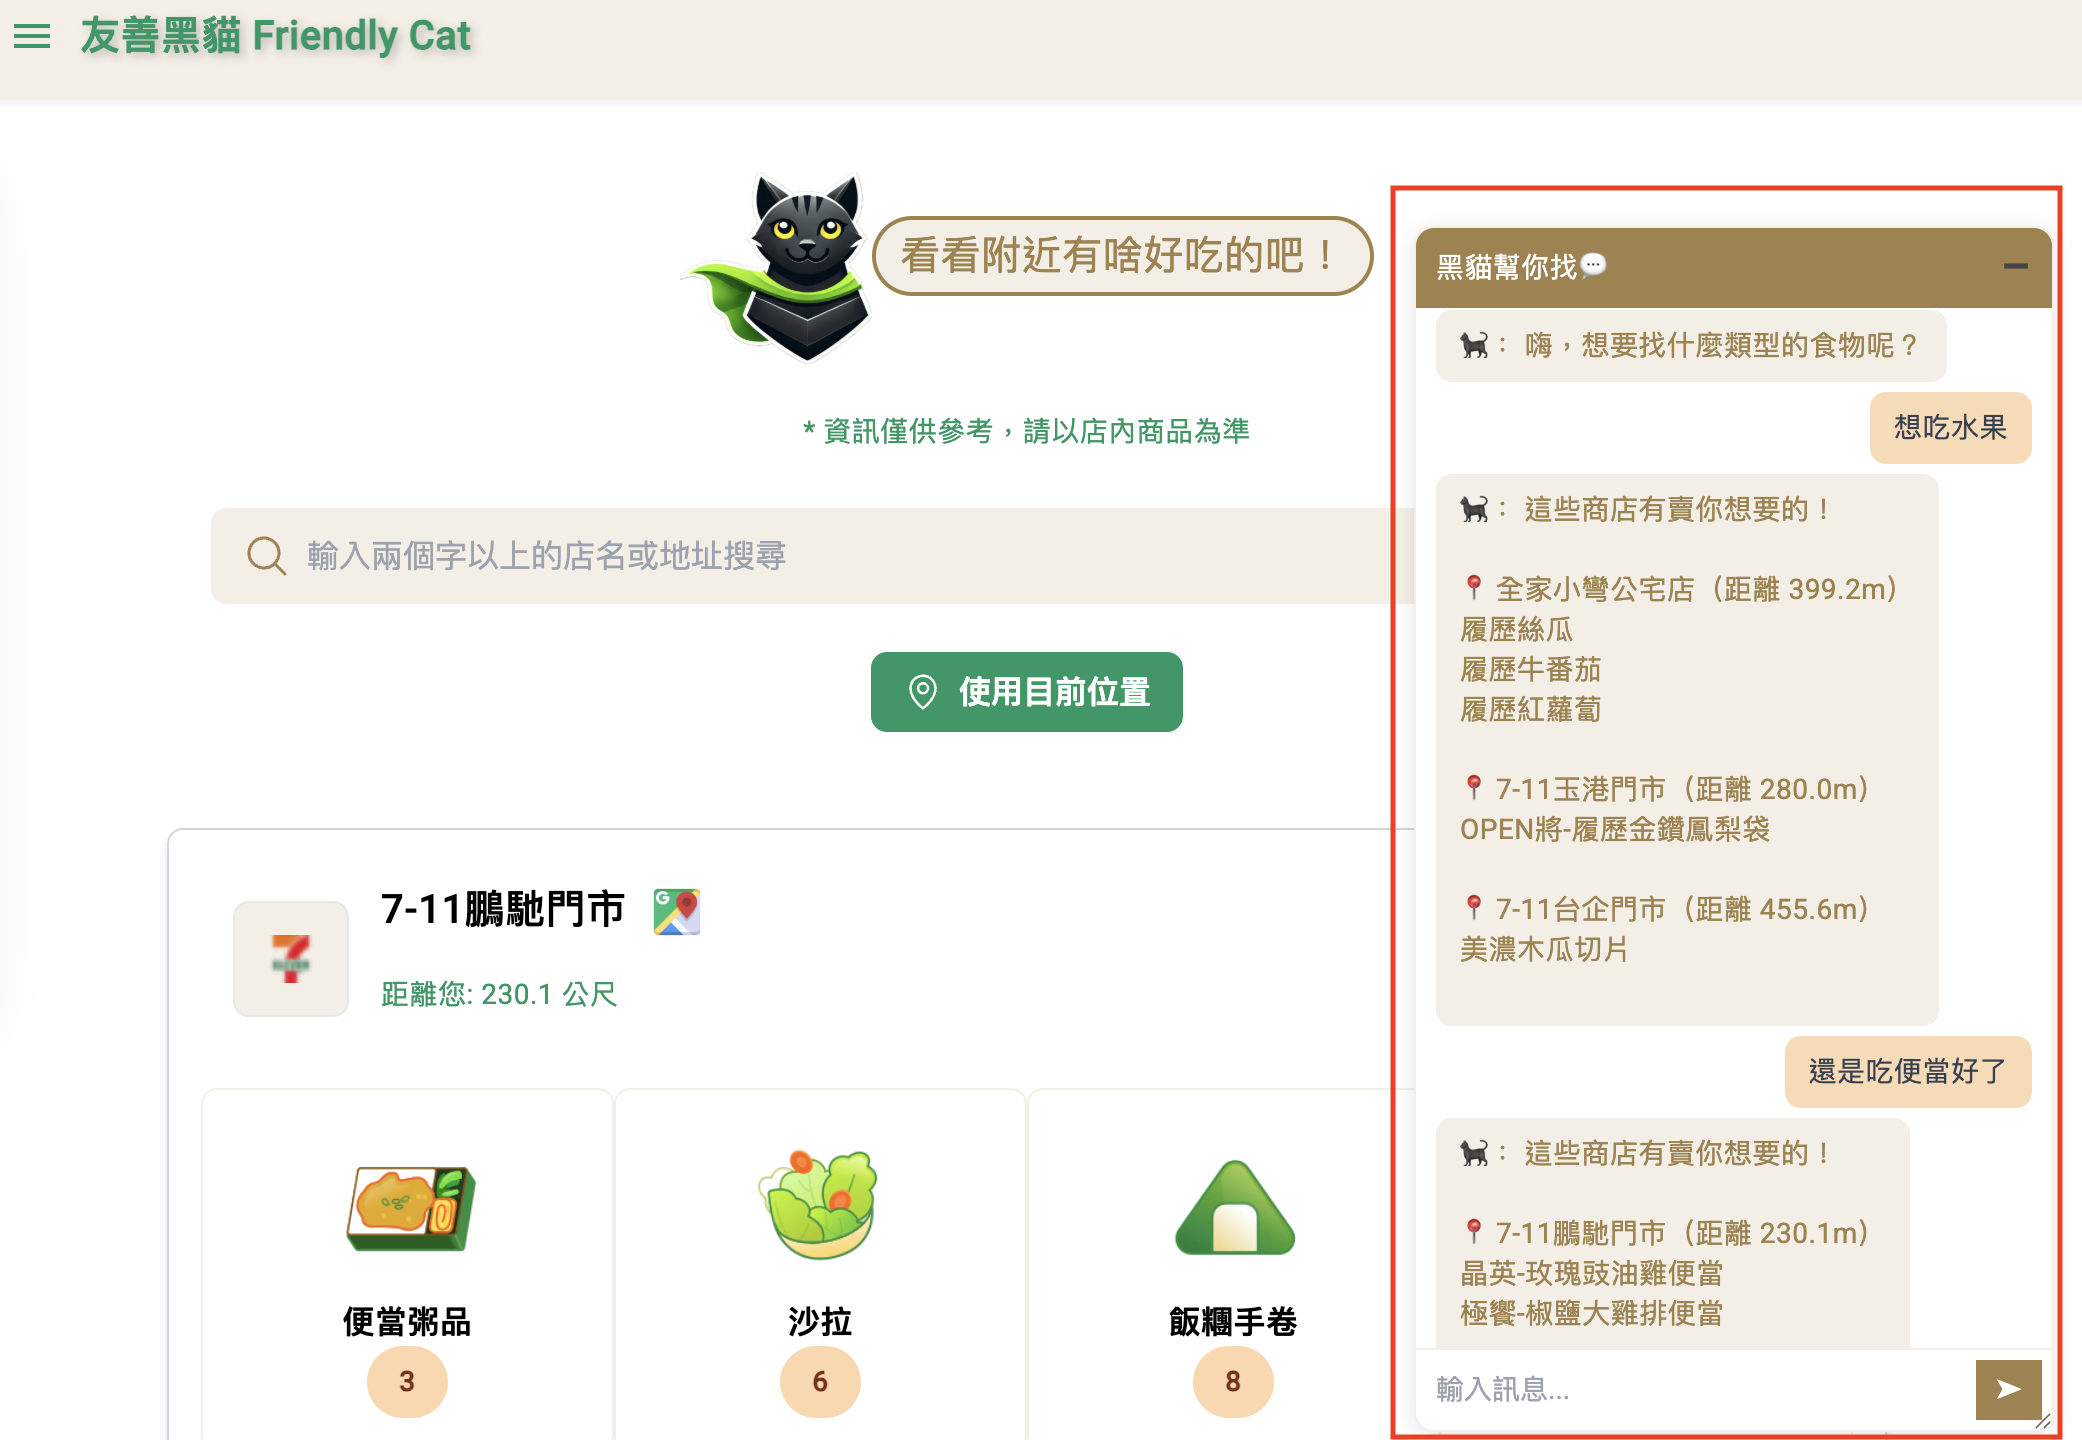 友善黑貓 Friendly Cat
看看附近有啥好吃的吧！
* 資訊僅供參考，請以店內商品為準
輸入兩個字以上的店名或地址搜尋
使用目前位置
7-11鵬馳門市
距離您: 230.1 公尺
便當粥品
3
沙拉
6
飯糰手卷
8
黑貓幫你找💬
🐈‍⬛： 嗨，想要找什麼類型的食物呢？
想吃水果
🐈‍⬛： 這些商店有賣你想要的！
📍 全家小彎公宅店（距離 399.2m）
履歷絲瓜
履歷牛番茄
履歷紅蘿蔔
📍 7-11玉港門市（距離 280.0m）
OPEN將-履歷金鑽鳳梨袋
📍 7-11台企門市（距離 455.6m）
美濃木瓜切片
還是吃便當好了
🐈‍⬛： 這些商店有賣你想要的！
📍 7-11鵬馳門市（距離 230.1m）
晶英-玫瑰豉油雞便當
極饗-椒鹽大雞排便當
輸入訊息...